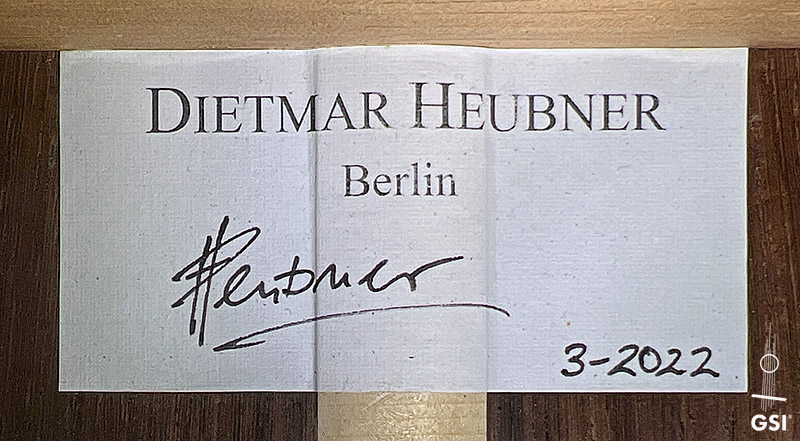 DIETMAR HEUBNER
Berlin
Heubner
3-2022
GSI